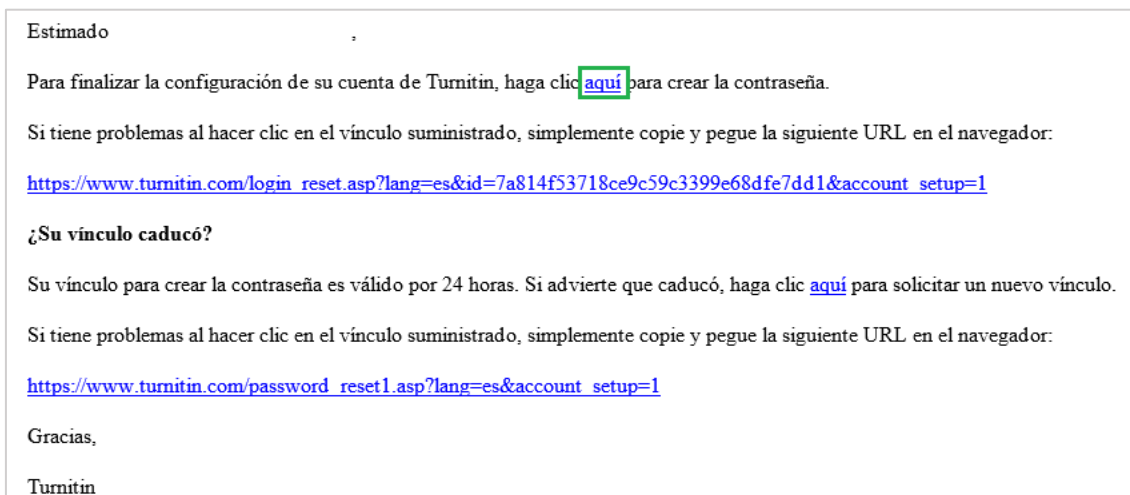 Estimado ,
Para finalizar la configuración de su cuenta de Turnitin, haga clic aquí para crear la contraseña.
Si tiene problemas al hacer clic en el vínculo suministrado, simplemente copie y pegue la siguiente URL en el navegador:
https://www.turnitin.com/login_reset.asp?lang=es&id=7a814f53718ce9c59c3399e68dfe7dd1&account_setup=1
¿Su vínculo caducó?
Su vínculo para crear la contraseña es válido por 24 horas. Si advierte que caducó, haga clic aquí para solicitar un nuevo vínculo.
Si tiene problemas al hacer clic en el vínculo suministrado, simplemente copie y pegue la siguiente URL en el navegador:
https://www.turnitin.com/password_reset1.asp?lang=es&account_setup=1
Gracias,
Turnitin